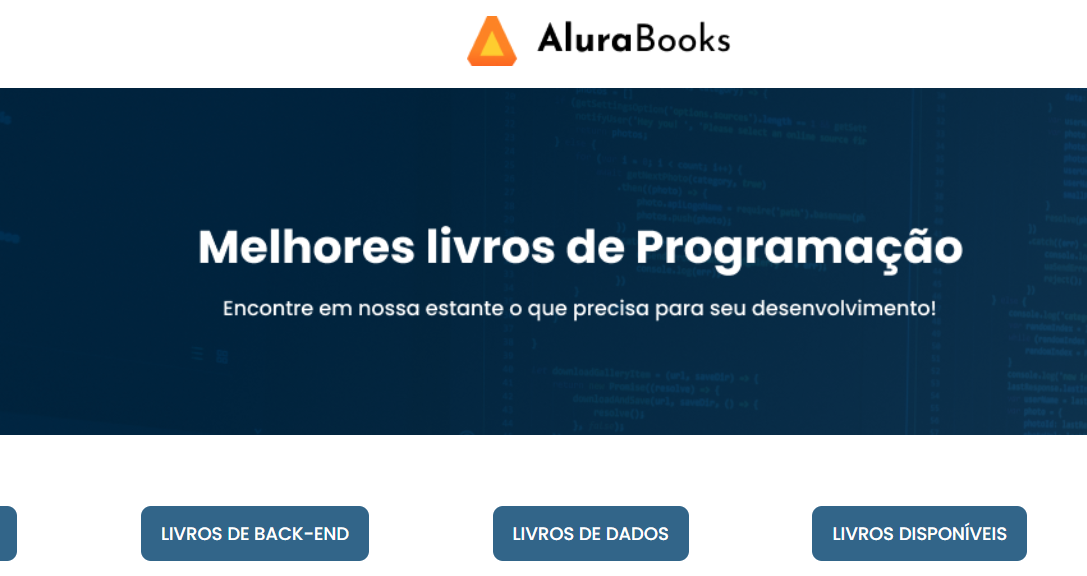 AluraBooks
Melhores livros de Programação
Encontre em nossa estante o que precisa para seu desenvolvimento!
LIVROS DE BACK-END
LIVROS DE DADOS
LIVROS DISPONÍVEIS